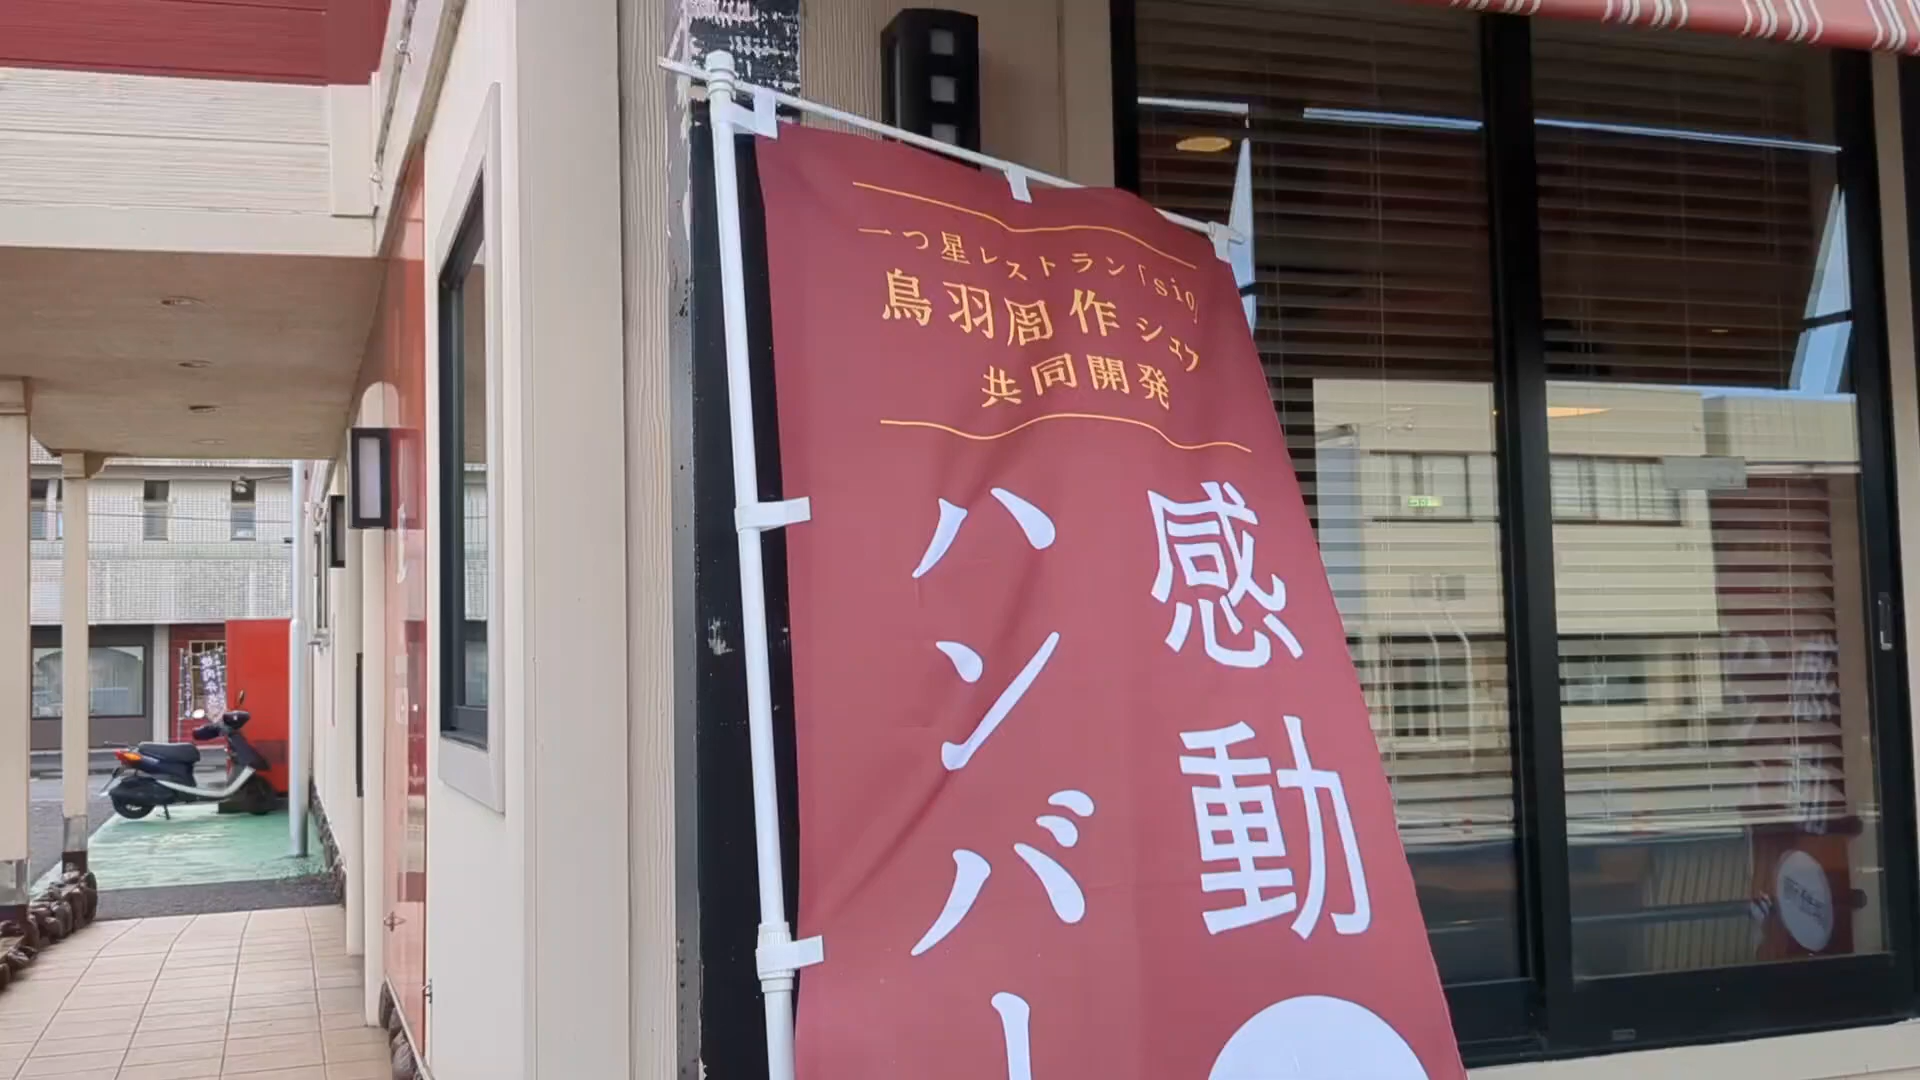 一つ星レストラン「sio」
鳥羽周作シェフ
共同開発
感動
ハンバー